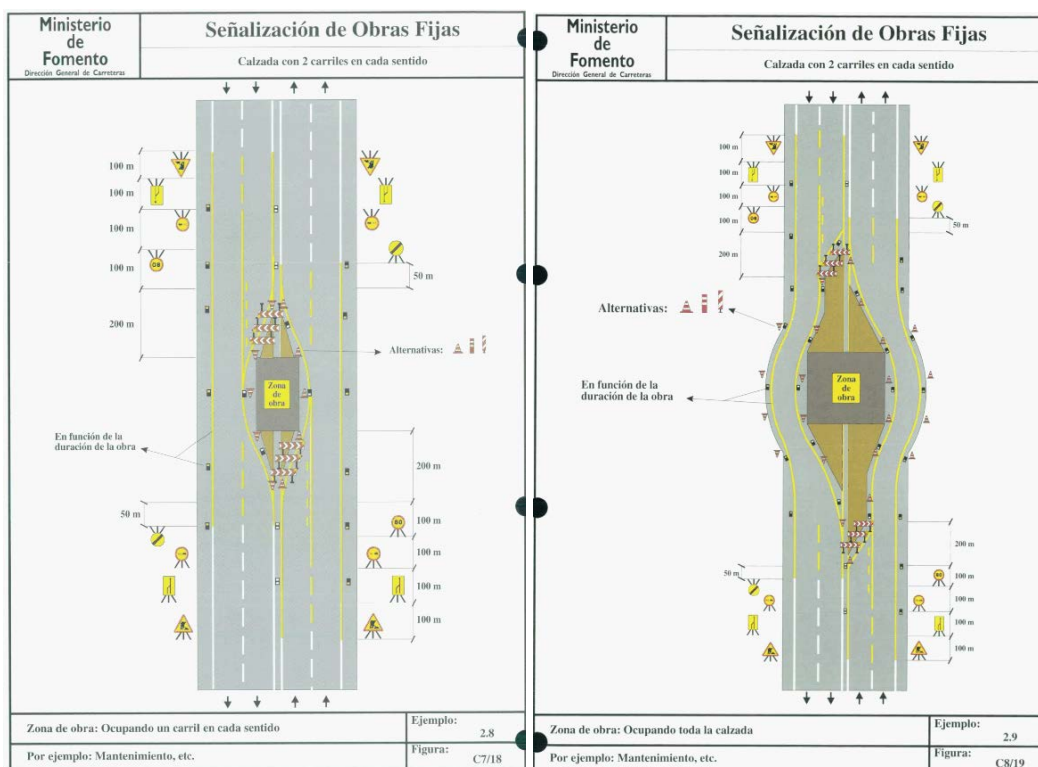 Ministerio
de
Fomento
Dirección General de Carreteras
Señalización de Obras Fijas
Calzada con 2 carriles en cada sentido
100 m
100 m
100 m
100 m
50 m
200 m
Alternativas:
Zona
de
obra
En función de la
duración de la obra
200 m
50 m
100 m
60
100 m
100 m
100 m
Zona de obra: Ocupando un carril en cada sentido
Ejemplo:
2.8
Por ejemplo: Mantenimiento, etc.
Figura:
C7/18
Ministerio
de
Fomento
Dirección General de Carreteras
Señalización de Obras Fijas
Calzada con 2 carriles en cada sentido
100 m
100 m
100 m
100 m
50 m
200 m
Alternativas:
En función de la
duración de la obra
Zona
de
obra
200 m
50 m
100 m
100 m
100 m
100 m
Zona de obra: Ocupando toda la calzada
Ejemplo:
2.9
Por ejemplo: Mantenimiento, etc.
Figura:
C8/19